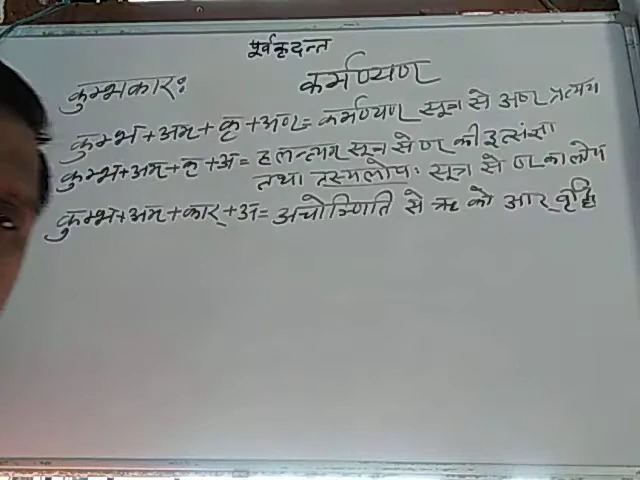 पूर्वकृदन्त
कुम्भकारः कर्मण्यण
कुम्भ+अम+कृ+अण= कर्मण्यण सूत्र से अण प्रत्यय
कुम्भ+अम+कृ+अ= हलन्त्यम सूत्र से ण की इत्संज्ञा
तथा तस्यलोपः सूत्र से ण का लोप
कुम्भ+अम+कार्+अ= अचोञ्णिति से ऋ को आर् वृद्धि